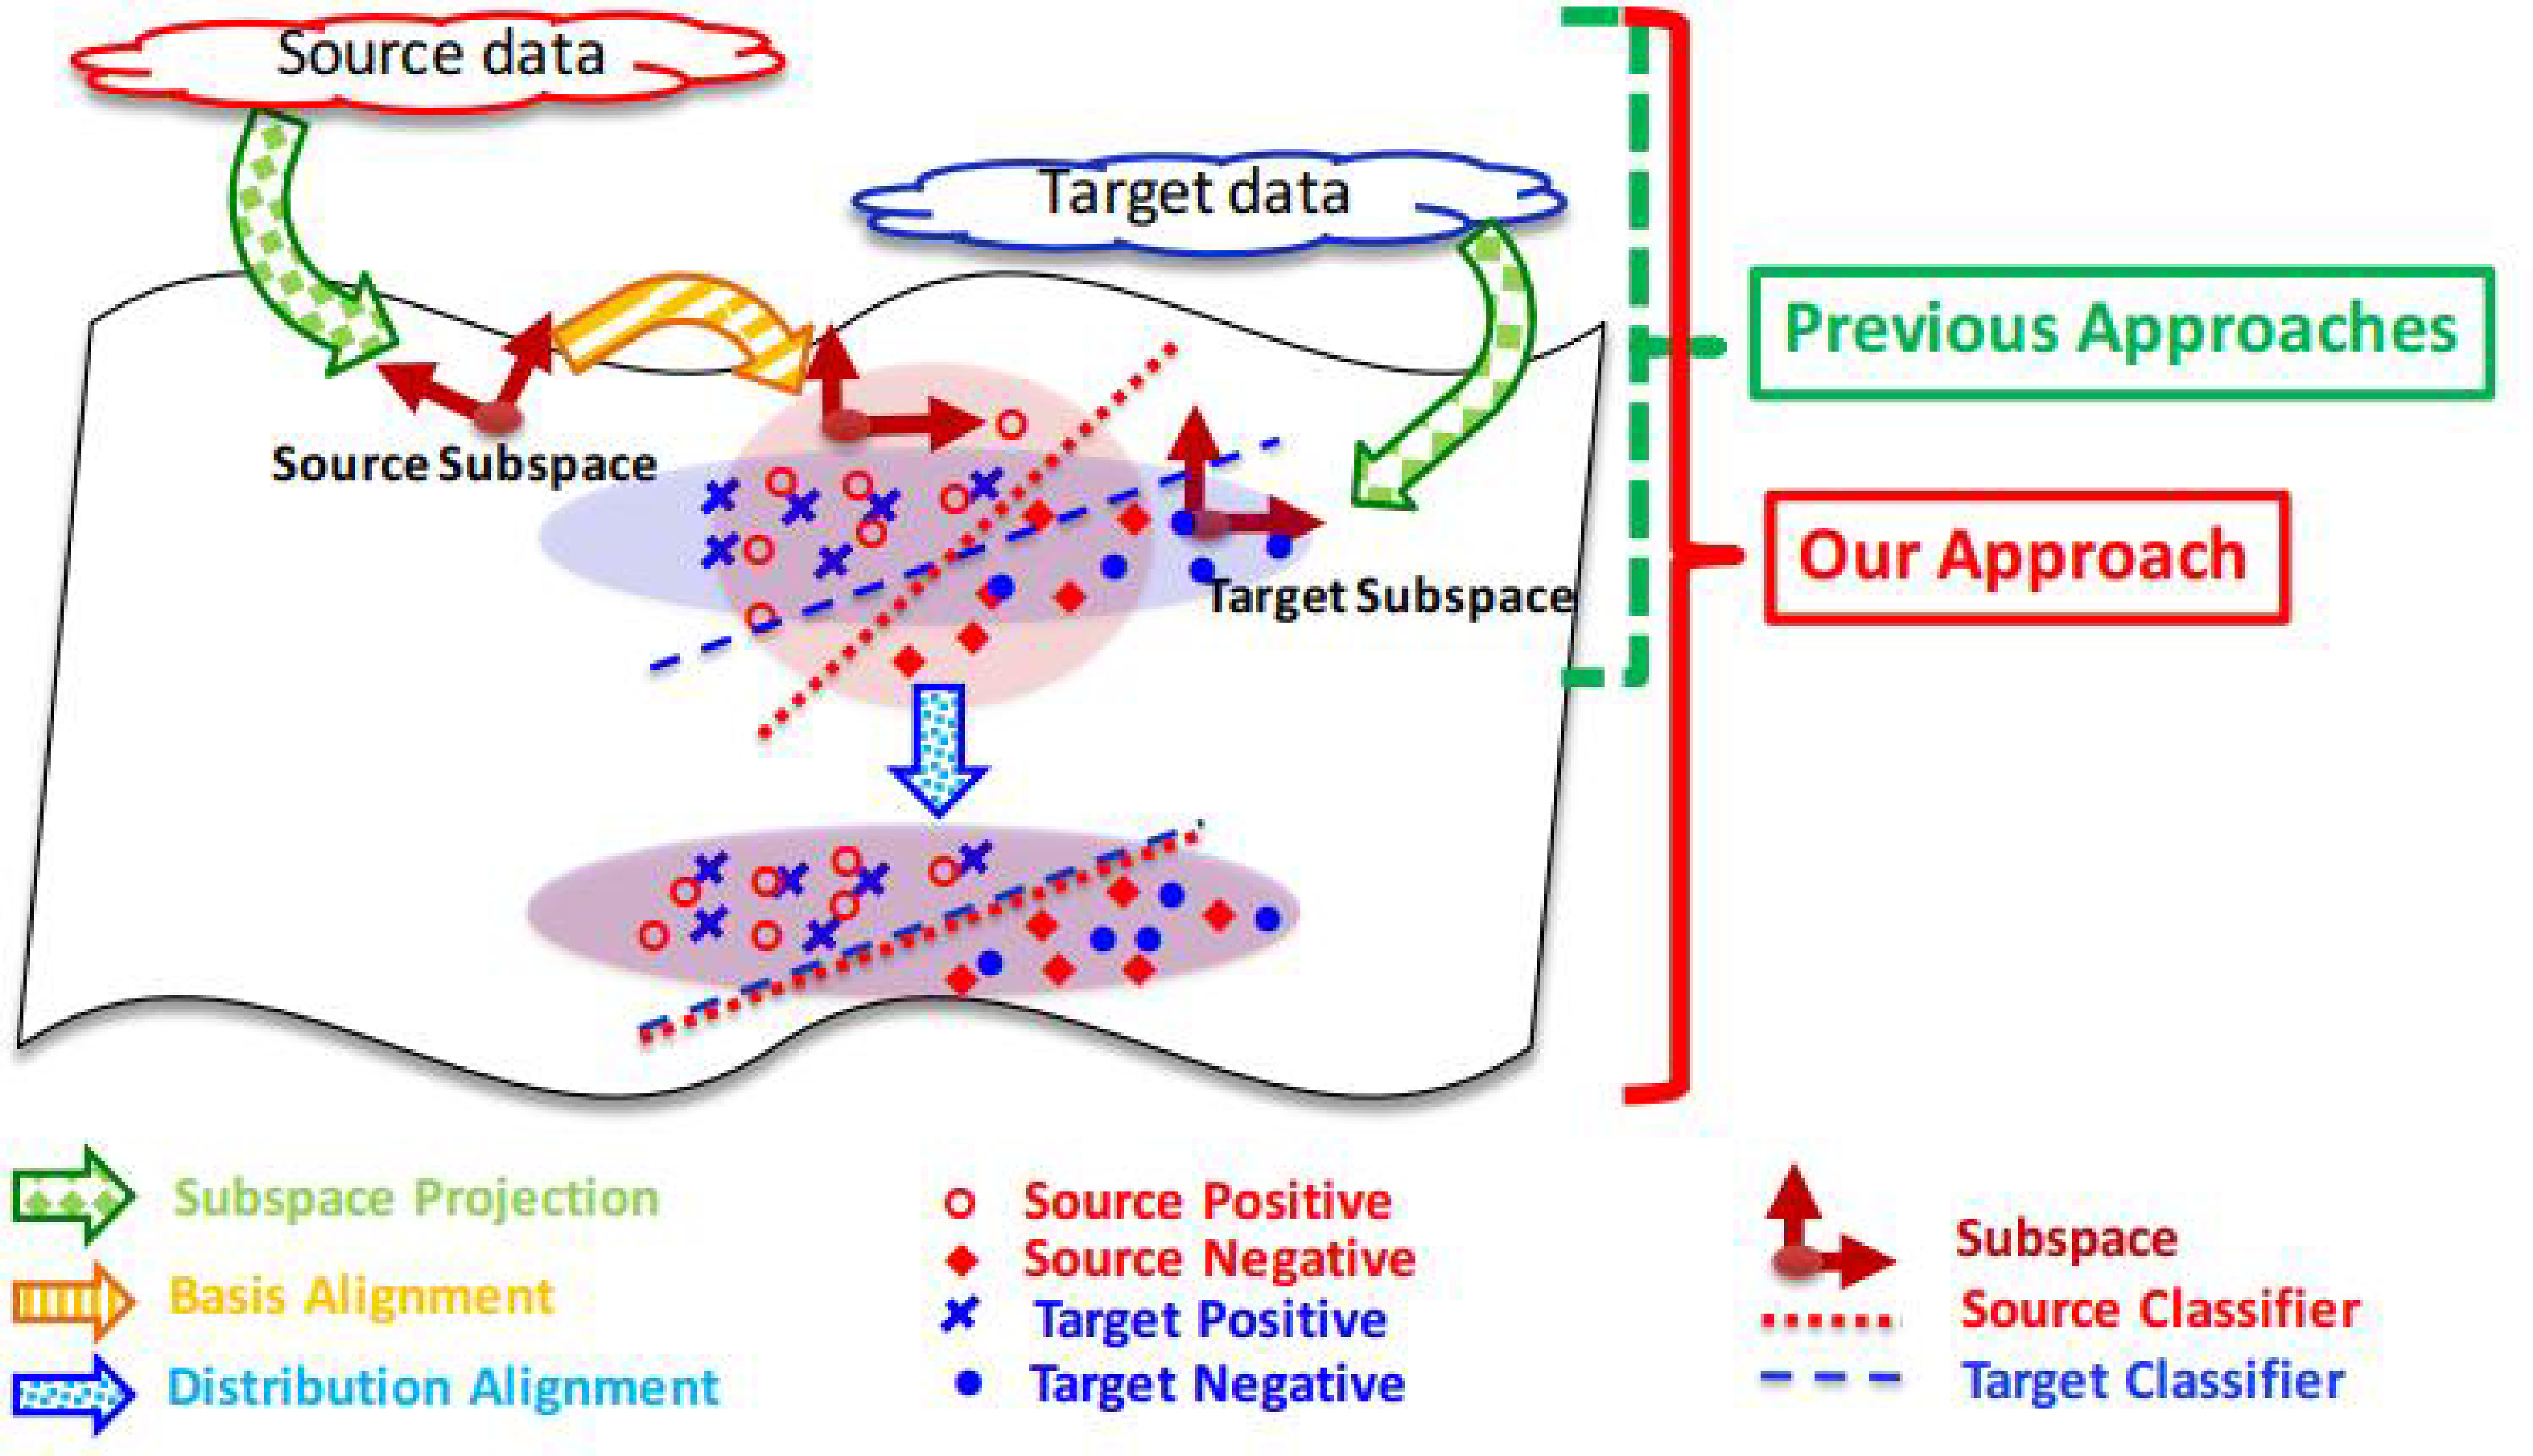 Source data
Target data
Previous Approaches
Source Subspace
Our Approach
Target Subspace
Subspace Projection
Basis Alignment
Distribution Alignment
Source Positive
Source Negative
Target Positive
Target Negative
Subspace
Source Classifier
Target Classifier